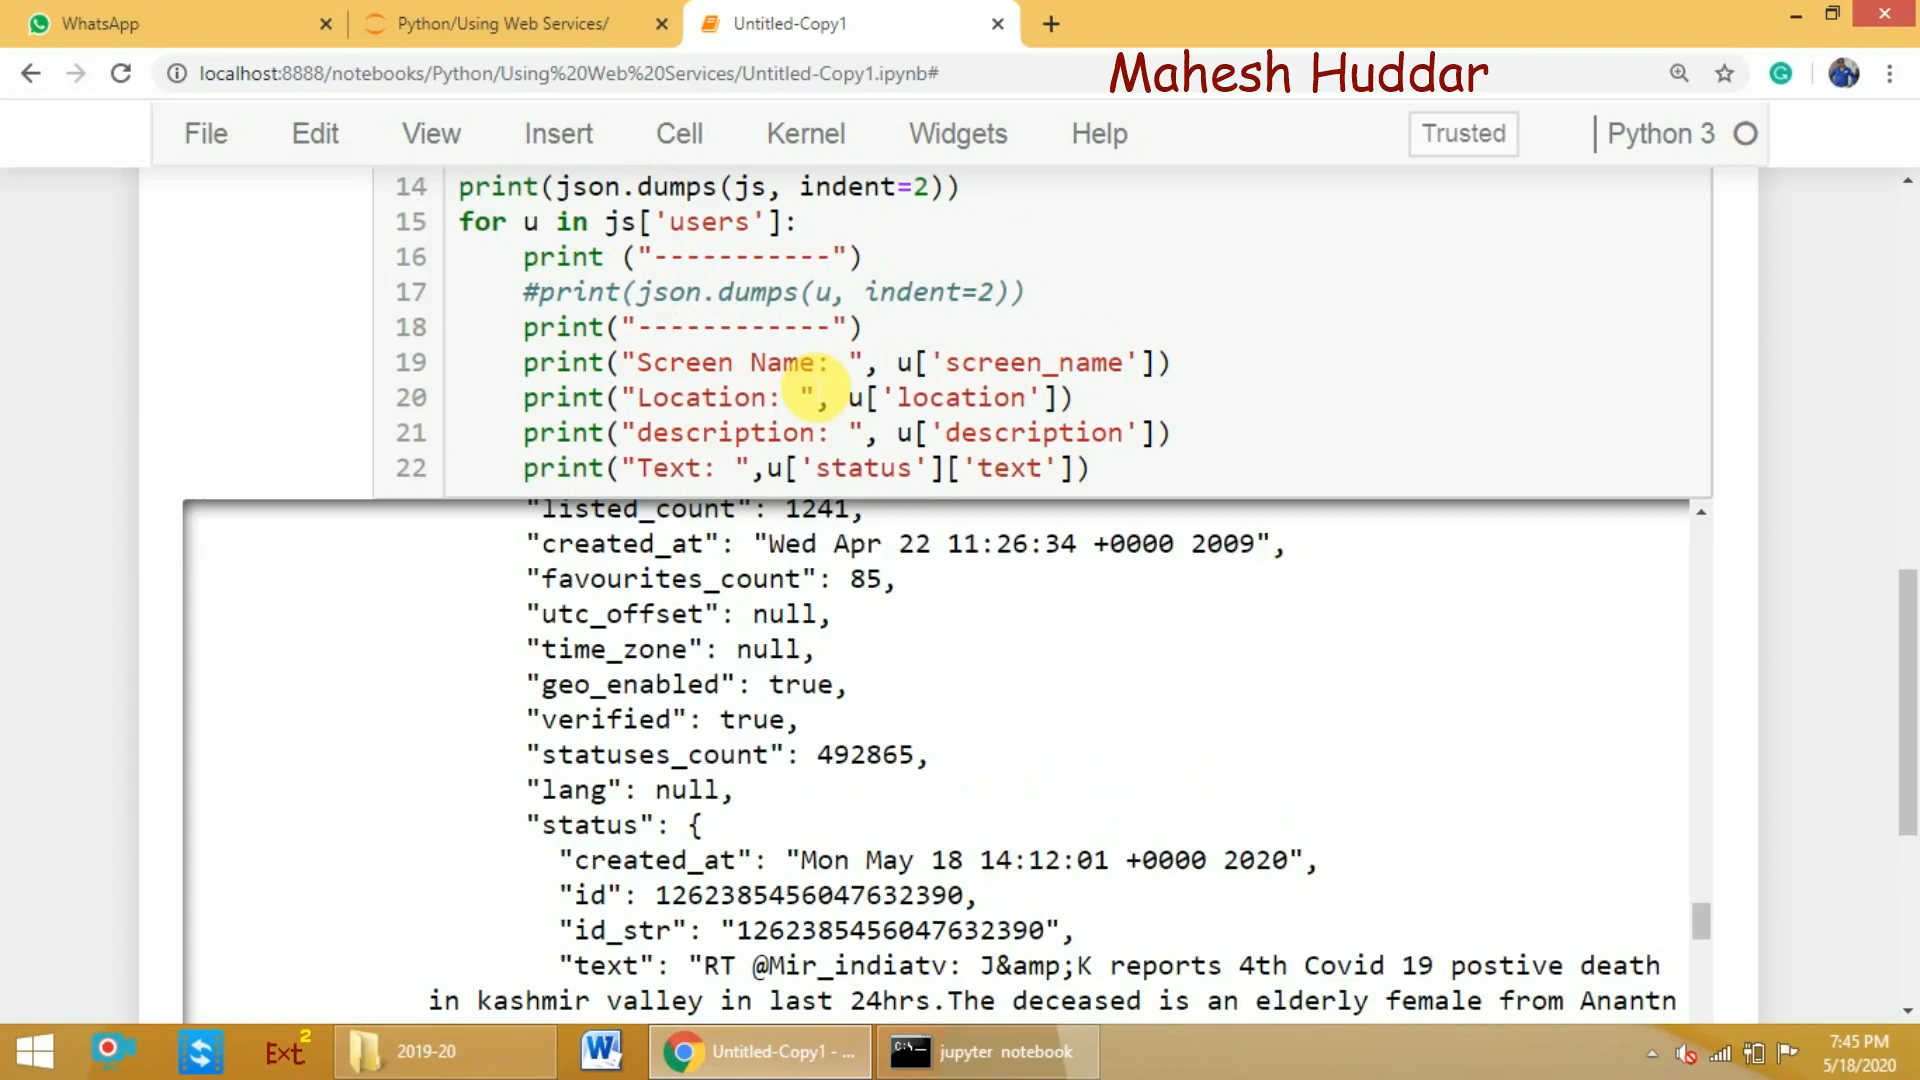 WhatsApp
Python/Using Web Services/
Untitled-Copy1
localhost:8888/notebooks/Python/Using%20Web%20Services/Untitled-Copy1.ipynb#
Mahesh Huddar
File Edit View Insert Cell Kernel Widgets Help Trusted Python 3
14 print(json.dumps(js, indent=2))
15 for u in js['users']:
16 print ("-----------")
17 #print(json.dumps(u, indent=2))
18 print("------------")
19 print("Screen Name: ", u['screen_name'])
20 print("Location: ", u['location'])
21 print("description: ", u['description'])
22 print("Text: ",u['status']['text'])
"listed_count": 1241,
"created_at": "Wed Apr 22 11:26:34 +0000 2009",
"favourites_count": 85,
"utc_offset": null,
"time_zone": null,
"geo_enabled": true,
"verified": true,
"statuses_count": 492865,
"lang": null,
"status": {
"created_at": "Mon May 18 14:12:01 +0000 2020",
"id": 1262385456047632390,
"id_str": "1262385456047632390",
"text": "RT @Mir_indiatv: J&amp;K reports 4th Covid 19 postive death
in kashmir valley in last 24hrs.The deceased is an elderly female from Anantn
Ext2
2019-20
Untitled-Copy1 - ...
jupyter notebook
7:45 PM
5/18/2020